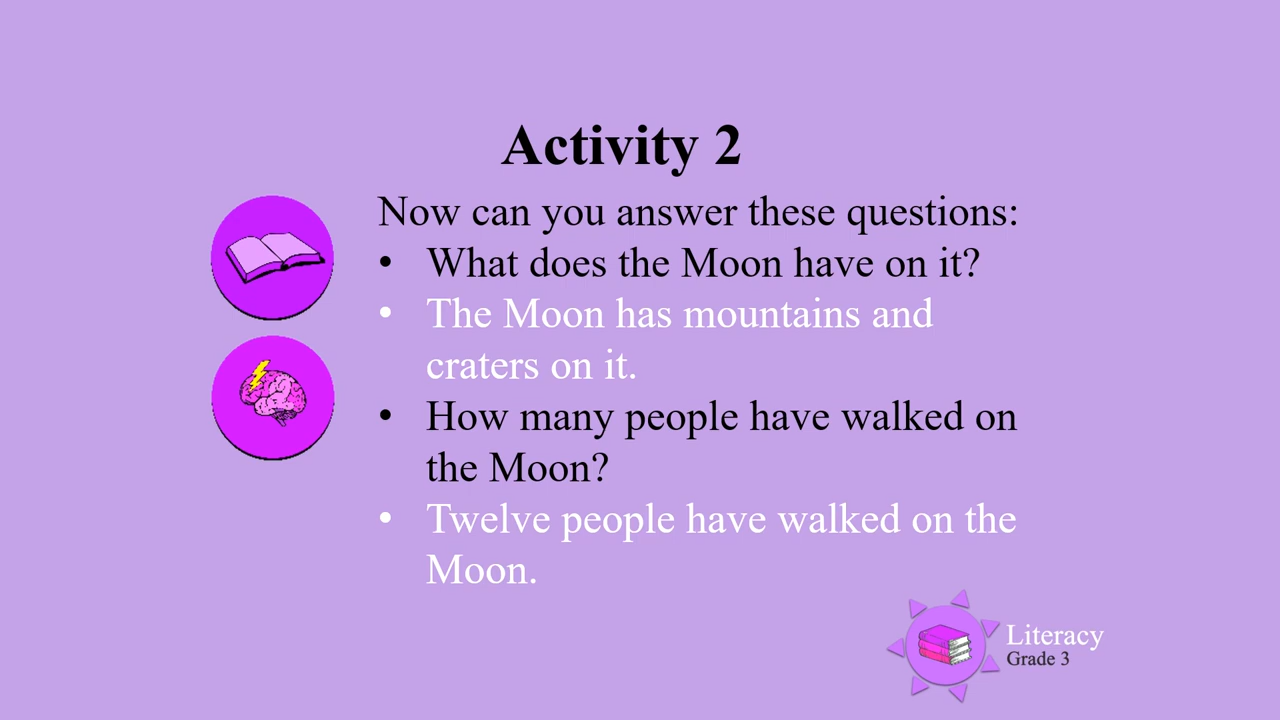 Activity 2
Now can you answer these questions:
• What does the Moon have on it?
• The Moon has mountains and
craters on it.
• How many people have walked on
the Moon?
• Twelve people have walked on the
Moon.
Literacy
Grade 3